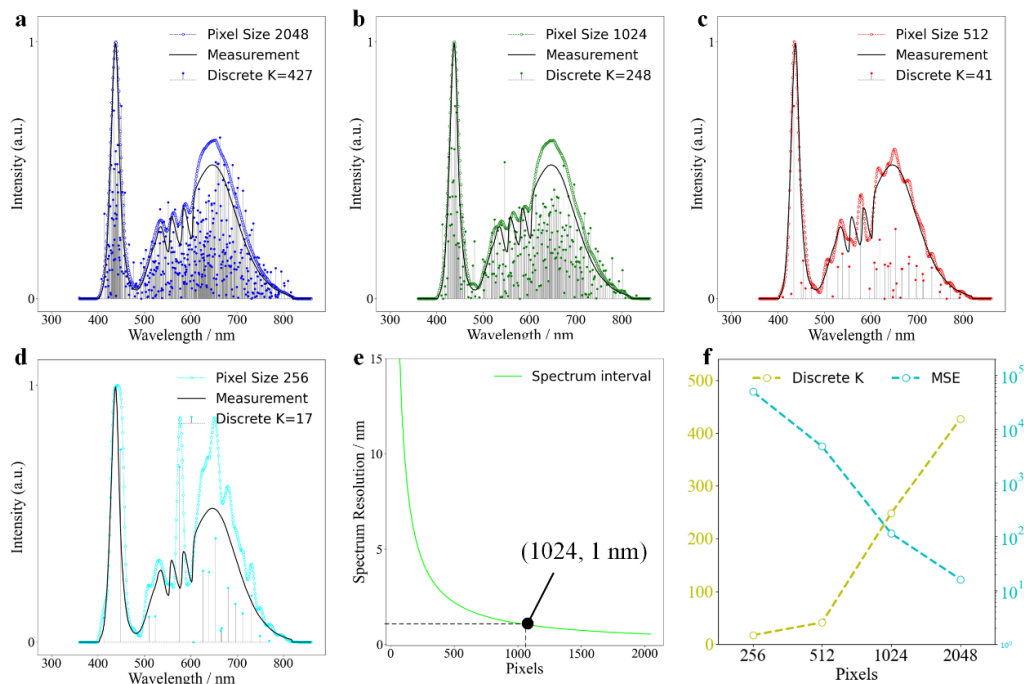 a
Pixel Size 2048
Measurement
Discrete K=427
Intensity (a.u.)
1
0
300 400 500 600 700 800
Wavelength / nm
b
Pixel Size 1024
Measurement
Discrete K=248
Intensity (a.u.)
1
0
300 400 500 600 700 800
Wavelength / nm
c
Pixel Size 512
Measurement
Discrete K=41
Intensity (a.u.)
1
0
300 400 500 600 700 800
Wavelength / nm
d
Pixel Size 256
Measurement
Discrete K=17
Intensity (a.u.)
1
0
300 400 500 600 700 800
Wavelength / nm
e
Spectrum interval
Spectrum Resolution / nm
15
10
5
0
(1024, 1 nm)
0 500 1000 1500 2000
Pixels
f
Discrete K
MSE
500
400
300
200
100
0
10⁵
10⁴
10³
10²
10¹
10⁰
256 512 1024 2048
Pixels